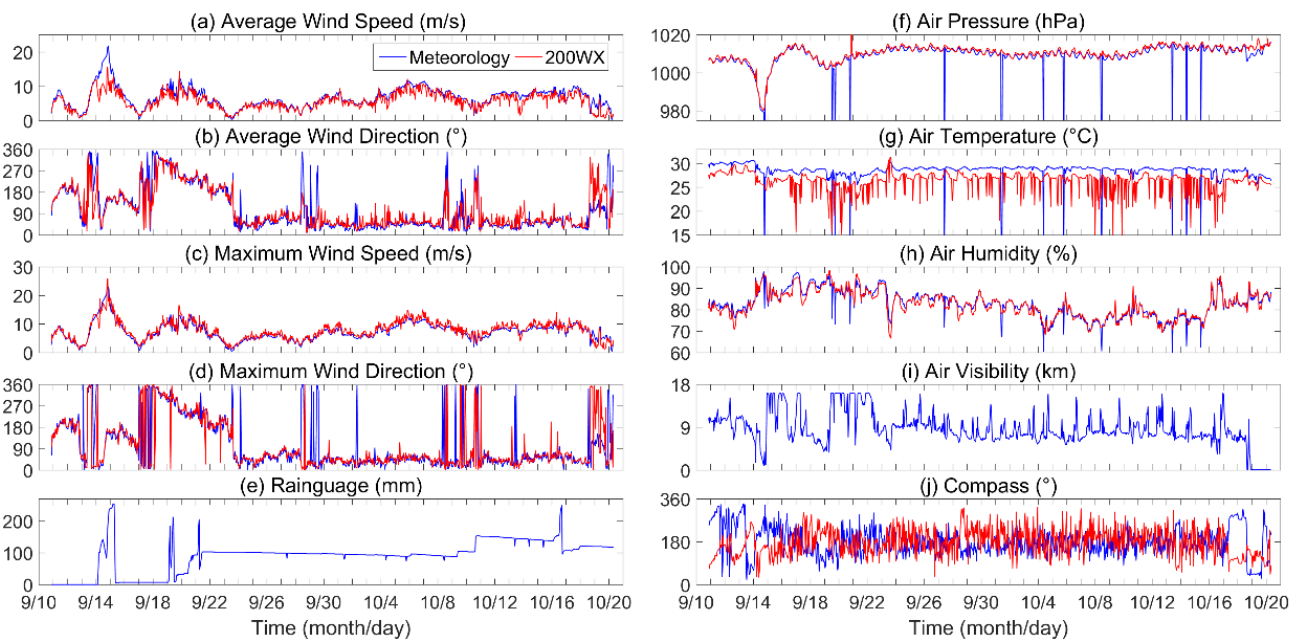 (a) Average Wind Speed (m/s)
20
10
0
Meteorology
200WX
(b) Average Wind Direction (°)
360
270
180
90
0
(c) Maximum Wind Speed (m/s)
30
20
10
0
(d) Maximum Wind Direction (°)
360
270
180
90
0
(e) Rainguage (mm)
200
100
0
9/10 9/14 9/18 9/22 9/26 9/30 10/4 10/8 10/12 10/16 10/20
Time (month/day)
(f) Air Pressure (hPa)
1020
1000
980
(g) Air Temperature (°C)
30
25
20
15
(h) Air Humidity (%)
100
90
80
70
60
(i) Air Visibility (km)
18
9
0
(j) Compass (°)
360
180
0
9/10 9/14 9/18 9/22 9/26 9/30 10/4 10/8 10/12 10/16 10/20
Time (month/day)